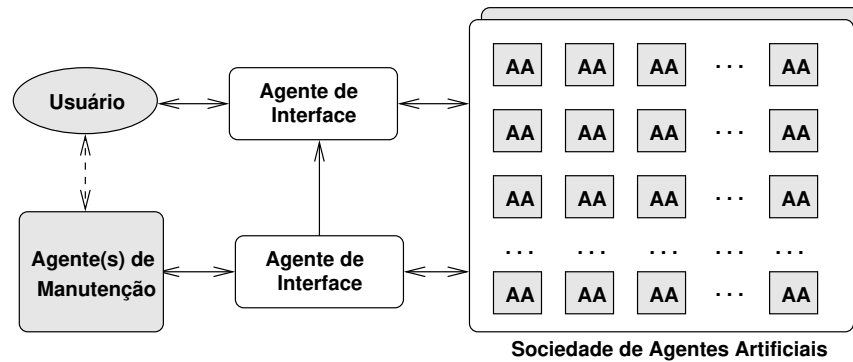 Usuário
Agente de
Interface
AA AA AA ... AA
AA AA AA ... AA
AA AA AA ... AA
... ... ... ... ...
AA AA AA ... AA
Agente(s) de
Manutenção
Agente de
Interface
Sociedade de Agentes Artificiais